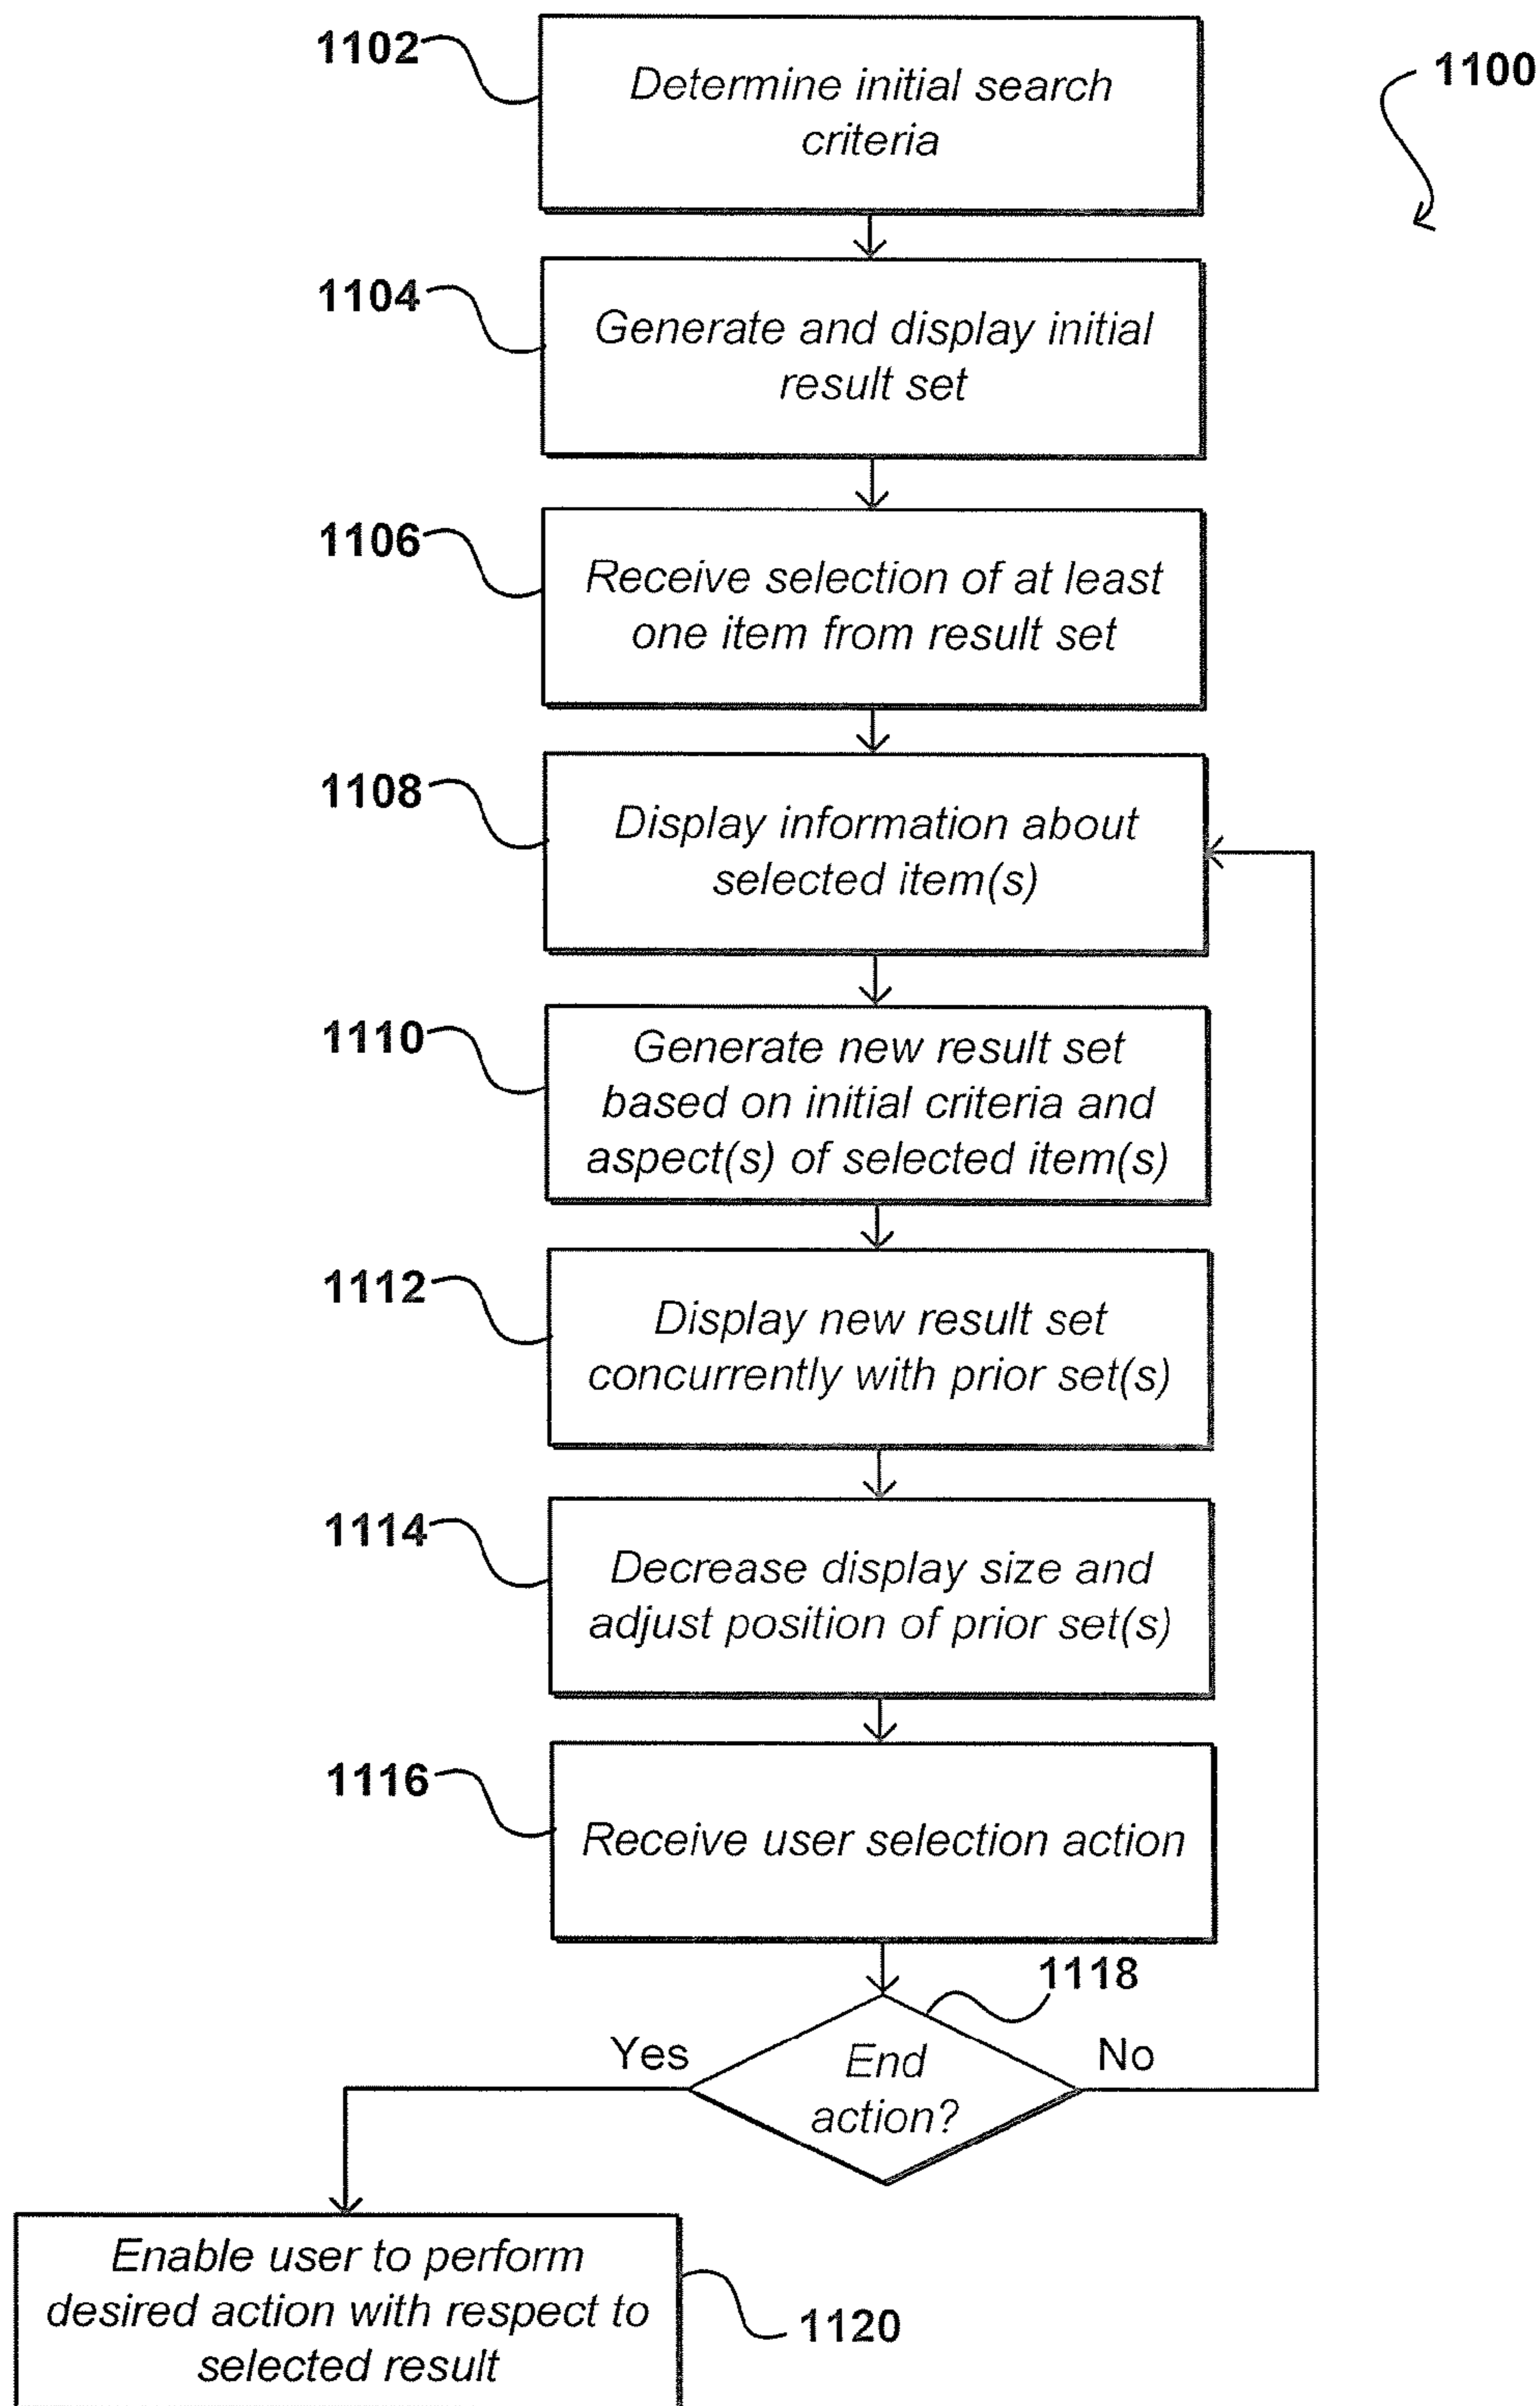 1102
Determine initial search
criteria
1100
1104
Generate and display initial
result set
1106
Receive selection of at least
one item from result set
1108
Display information about
selected item(s)
1110
Generate new result set
based on initial criteria and
aspect(s) of selected item(s)
1112
Display new result set
concurrently with prior set(s)
1114
Decrease display size and
adjust position of prior set(s)
1116
Receive user selection action
1118
Yes
End
action?
No
Enable user to perform
desired action with respect to
selected result
1120